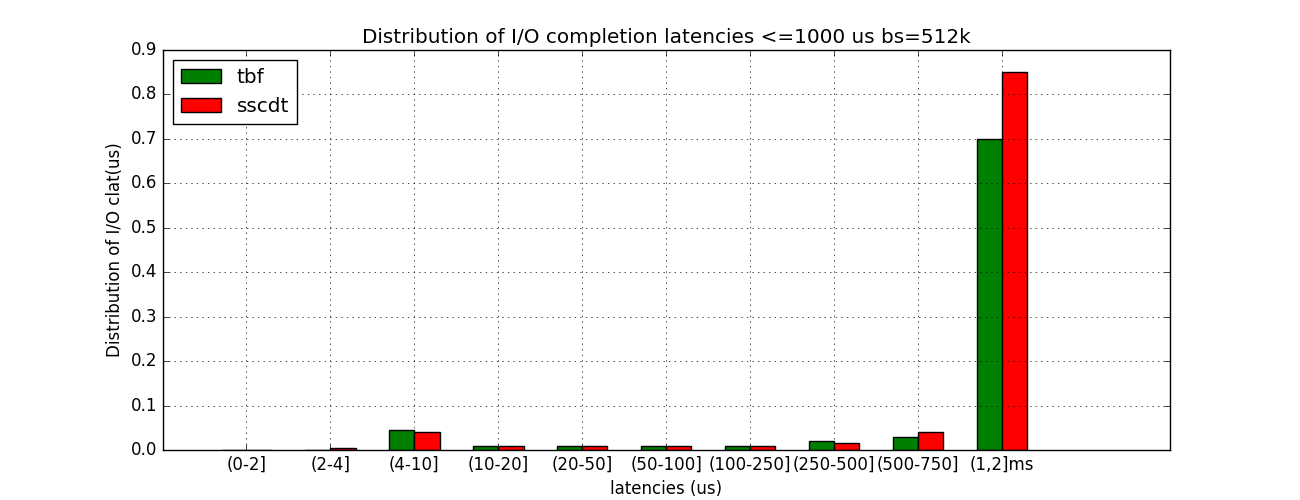 Distribution of I/O completion latencies <=1000 us bs=512k
tbf
sscdt
Distribution of I/O clat(us)
0.9
0.8
0.7
0.6
0.5
0.4
0.3
0.2
0.1
0.0
(0-2] (2-4] (4-10] (10-20] (20-50] (50-100] (100-250] (250-500] (500-750] (1,2]ms
latencies (us)